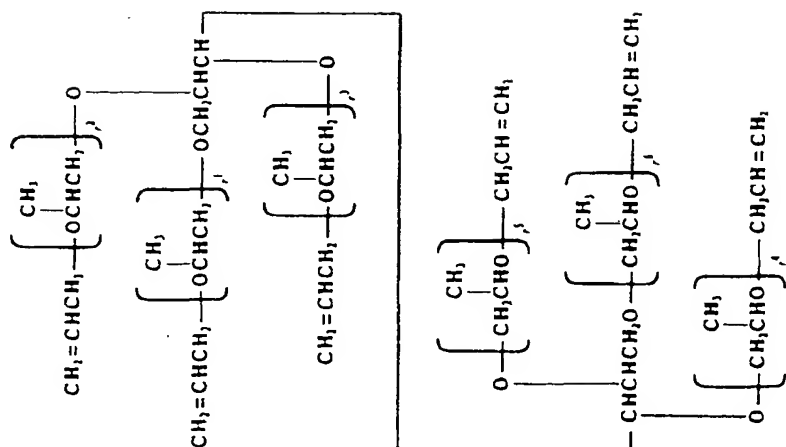 CH₃
CH₂=CHCH₂—(OCHCH₂)—O
CH₃
CH₂=CHCH₂—(OCHCH₂)—OCH₂CHCH—
CH₃
CH₂=CHCH₂—(OCHCH₂)—O
CH₃
O—(CH₂CHO)—CH₂CH=CH₂
CH₃
—CHCHCH₂O—(CH₂CHO)—CH₂CH=CH₂
CH₃
O—(CH₂CHO)—CH₂CH=CH₂